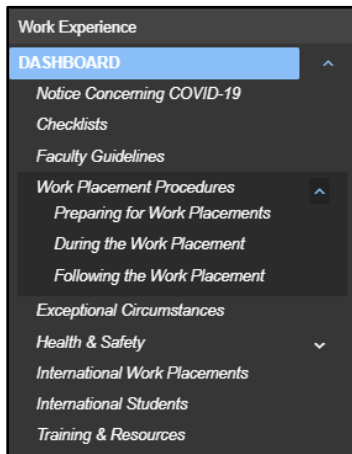 Work Experience
DASHBOARD
Notice Concerning COVID-19
Checklists
Faculty Guidelines
Work Placement Procedures
Preparing for Work Placements
During the Work Placement
Following the Work Placement
Exceptional Circumstances
Health & Safety
International Work Placements
International Students
Training & Resources